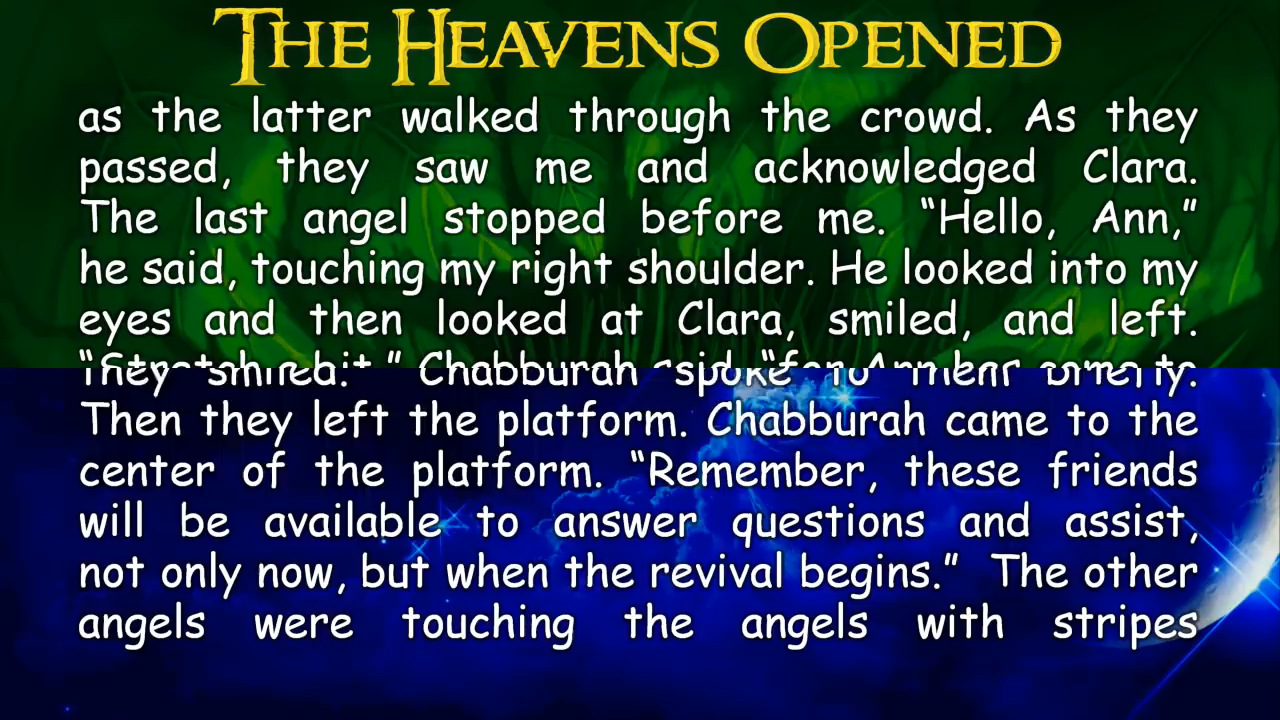 THE HEAVENS OPENED
as the latter walked through the crowd. As they
passed, they saw me and acknowledged Clara.
The last angel stopped before me. “Hello, Ann,”
he said, touching my right shoulder. He looked into my
eyes and then looked at Clara, smiled, and left.
Chabburah
Then they left the platform. Chabburah came to the
center of the platform. “Remember, these friends
will be available to answer questions and assist,
not only now, but when the revival begins.” The other
angels were touching the angels with stripes